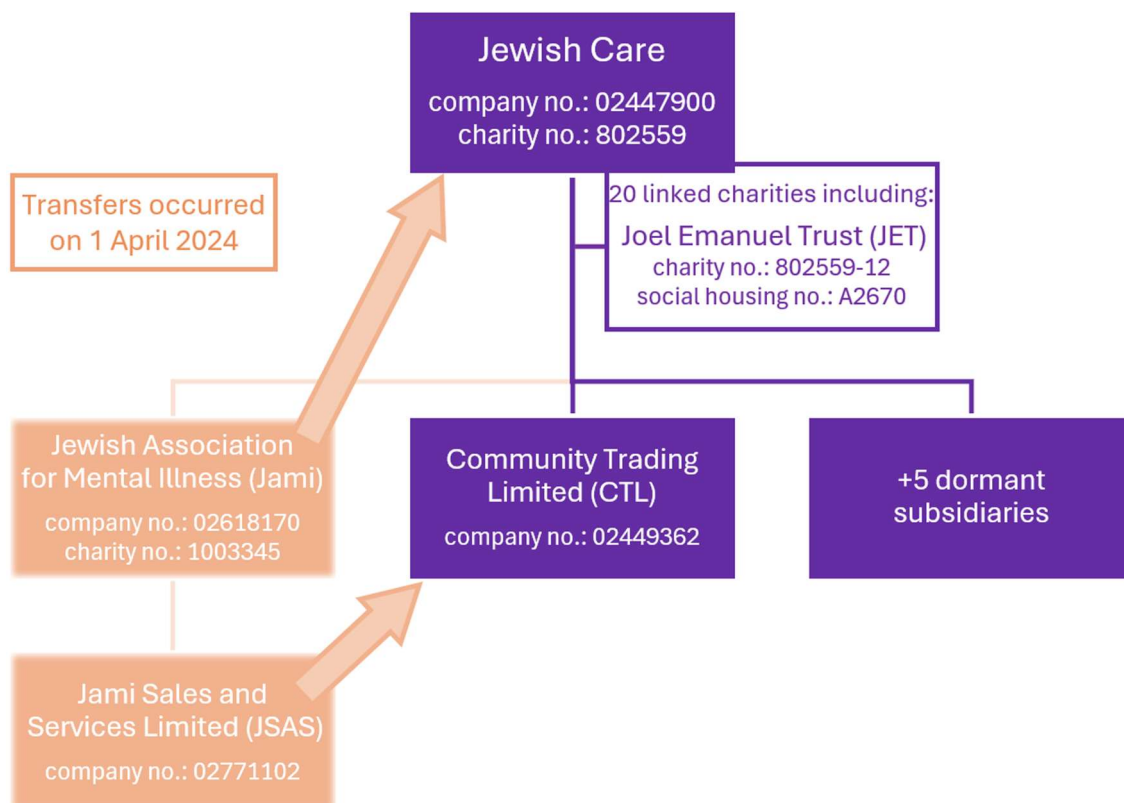 Jewish Care
company no.: 02447900
charity no.: 802559
Transfers occurred
on 1 April 2024
20 linked charities including:
Joel Emanuel Trust (JET)
charity no.: 802559-12
social housing no.: A2670
Jewish Association
for Mental Illness (Jami)
company no.: 02618170
charity no.: 1003345
Community Trading
Limited (CTL)
company no.: 02449362
+5 dormant
subsidiaries
Jami Sales and
Services Limited (JSAS)
company no.: 02771102